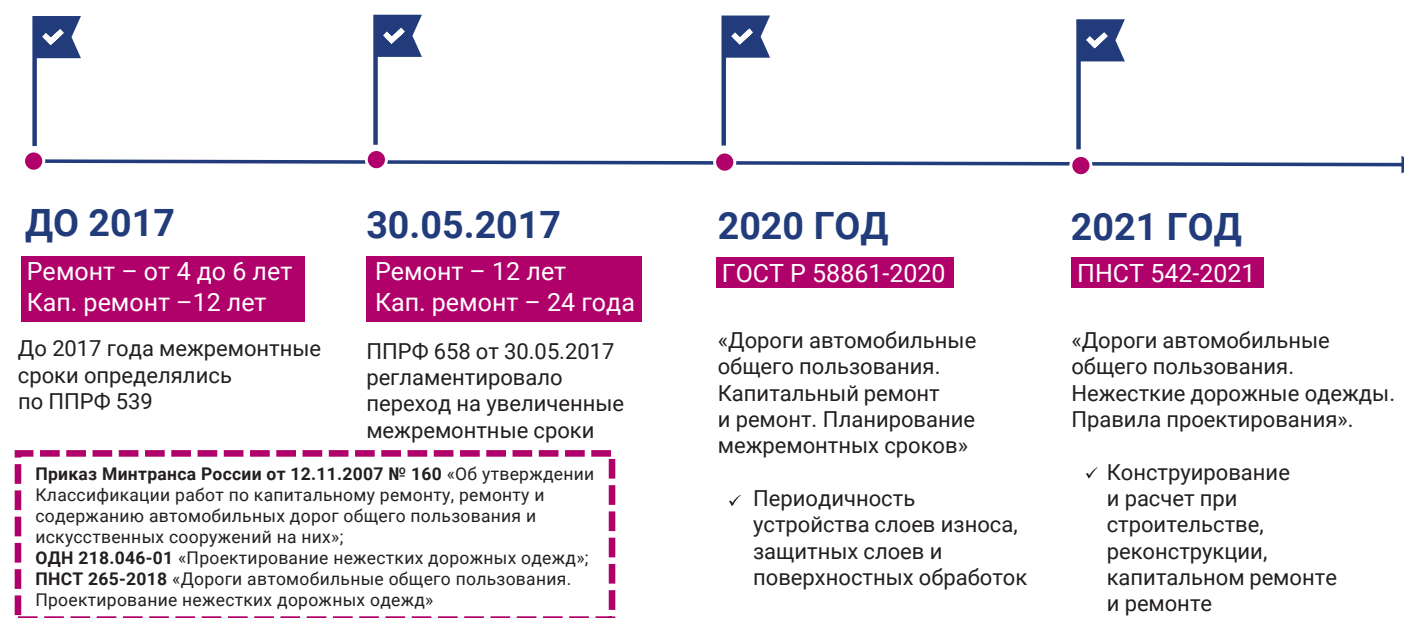 ДО 2017
Ремонт – от 4 до 6 лет
Кап. ремонт –12 лет
До 2017 года межремонтные
сроки определялись
по ППРФ 539
30.05.2017
Ремонт – 12 лет
Кап. ремонт – 24 года
ППРФ 658 от 30.05.2017
регламентировало
переход на увеличенные
межремонтные сроки
Приказ Минтранса России от 12.11.2007 № 160 «Об утверждении
Классификации работ по капитальному ремонту, ремонту и
содержанию автомобильных дорог общего пользования и
искусственных сооружений на них»;
ОДН 218.046-01 «Проектирование нежестких дорожных одежд»;
ПНСТ 265-2018 «Дороги автомобильные общего пользования.
Проектирование нежестких дорожных одежд»
2020 ГОД
ГОСТ Р 58861-2020
«Дороги автомобильные
общего пользования.
Капитальный ремонт
и ремонт. Планирование
межремонтных сроков»
✓ Периодичность
устройства слоев износа,
защитных слоев и
поверхностных обработок
2021 ГОД
ПНСТ 542-2021
«Дороги автомобильные
общего пользования.
Нежесткие дорожные одежды.
Правила проектирования».
✓ Конструирование
и расчет при
строительстве,
реконструкции,
капитальном ремонте
и ремонте